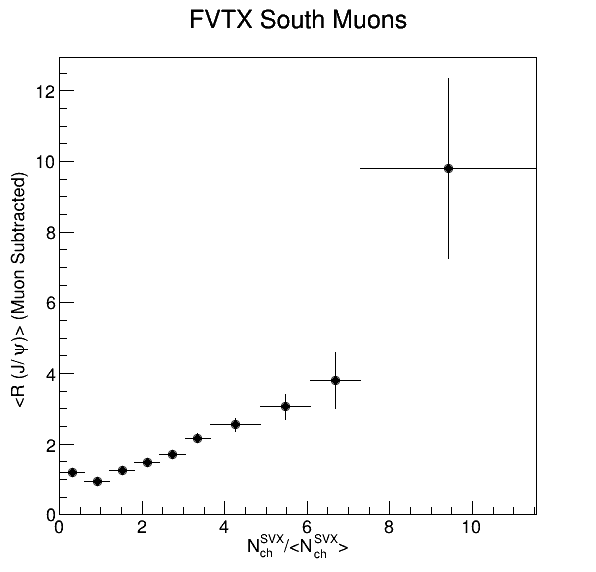 FVTX South Muons
<R (J/ψ)> (Muon Subtracted)
12
10
8
6
4
2
0
0 2 4 6 8 10
N_ch^SVX/<N_ch^SVX>